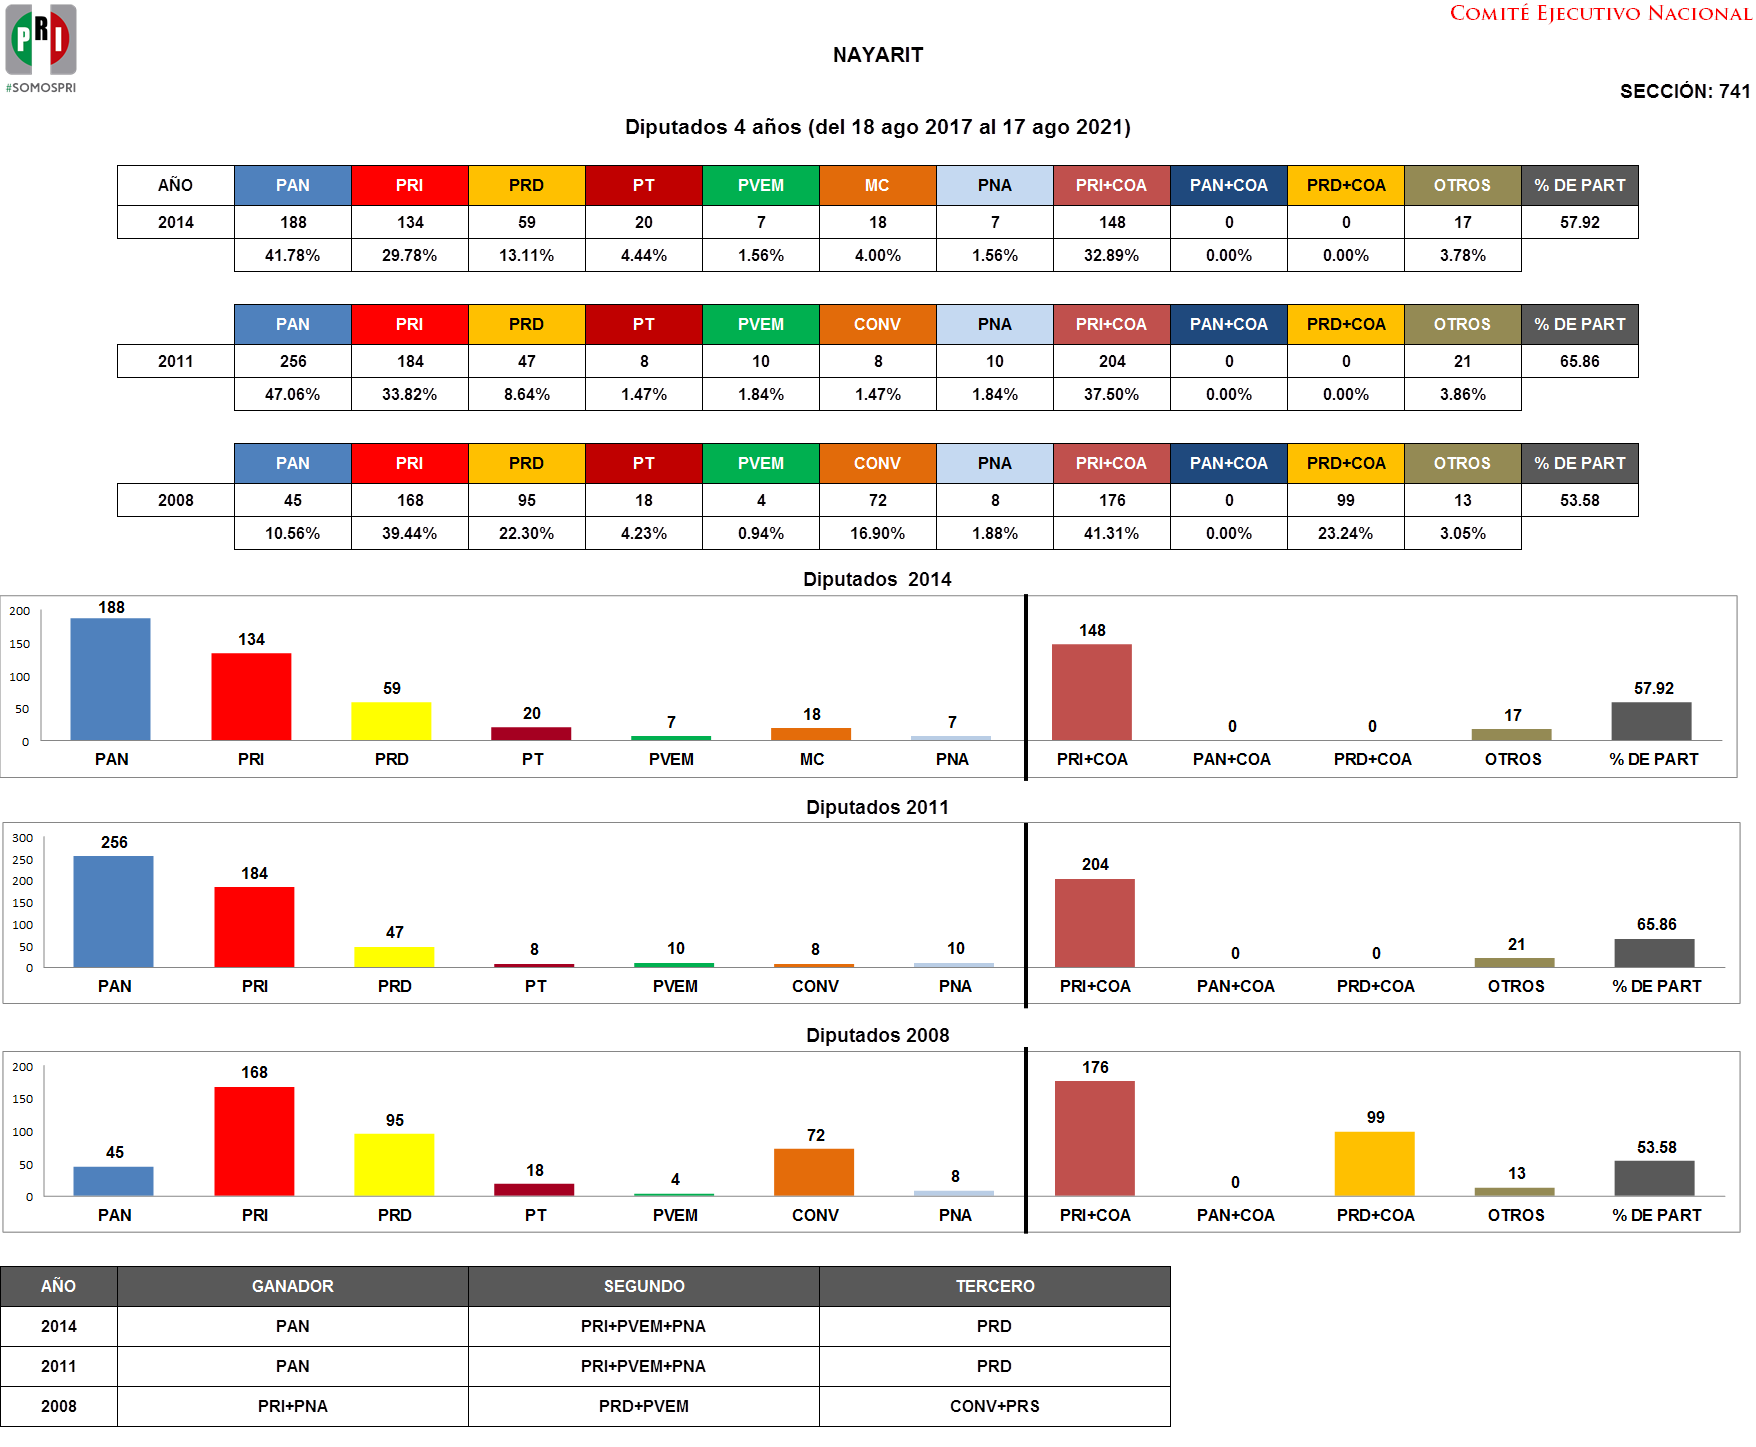 PRI
#SOMOSPRI
COMITÉ EJECUTIVO NACIONAL
NAYARIT
SECCIÓN: 741
Diputados 4 años (del 18 ago 2017 al 17 ago 2021)
AÑO PAN PRI PRD PT PVEM MC PNA PRI+COA PAN+COA PRD+COA OTROS % DE PART
2014 188 134 59 20 7 18 7 148 0 0 17 57.92
41.78% 29.78% 13.11% 4.44% 1.56% 4.00% 1.56% 32.89% 0.00% 0.00% 3.78%
PAN PRI PRD PT PVEM CONV PNA PRI+COA PAN+COA PRD+COA OTROS % DE PART
2011 256 184 47 8 10 8 10 204 0 0 21 65.86
47.06% 33.82% 8.64% 1.47% 1.84% 1.47% 1.84% 37.50% 0.00% 0.00% 3.86%
PAN PRI PRD PT PVEM CONV PNA PRI+COA PAN+COA PRD+COA OTROS % DE PART
2008 45 168 95 18 4 72 8 176 0 99 13 53.58
10.56% 39.44% 22.30% 4.23% 0.94% 16.90% 1.88% 41.31% 0.00% 23.24% 3.05%
Diputados 2014
200
150
100
50
0
188 134 59 20 7 18 7 148 0 0 17 57.92
PAN PRI PRD PT PVEM MC PNA PRI+COA PAN+COA PRD+COA OTROS % DE PART
Diputados 2011
300
250
200
150
100
50
0
256 184 47 8 10 8 10 204 0 0 21 65.86
PAN PRI PRD PT PVEM CONV PNA PRI+COA PAN+COA PRD+COA OTROS % DE PART
Diputados 2008
200
150
100
50
0
45 168 95 18 4 72 8 176 0 99 13 53.58
PAN PRI PRD PT PVEM CONV PNA PRI+COA PAN+COA PRD+COA OTROS % DE PART
AÑO GANADOR SEGUNDO TERCERO
2014 PAN PRI+PVEM+PNA PRD
2011 PAN PRI+PVEM+PNA PRD
2008 PRI+PNA PRD+PVEM CONV+PRS